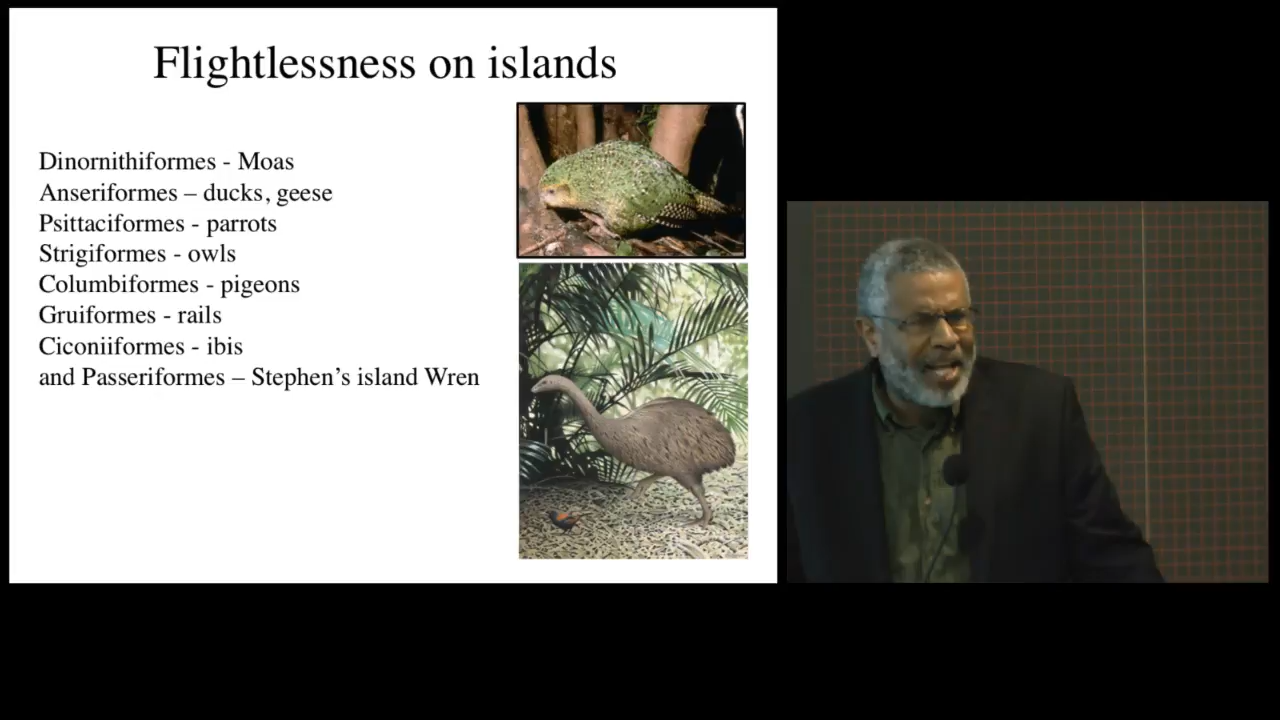 Flightlessness on islands
Dinornithiformes - Moas
Anseriformes – ducks, geese
Psittaciformes - parrots
Strigiformes - owls
Columbiformes - pigeons
Gruiformes - rails
Ciconiiformes - ibis
and Passeriformes – Stephen’s island Wren